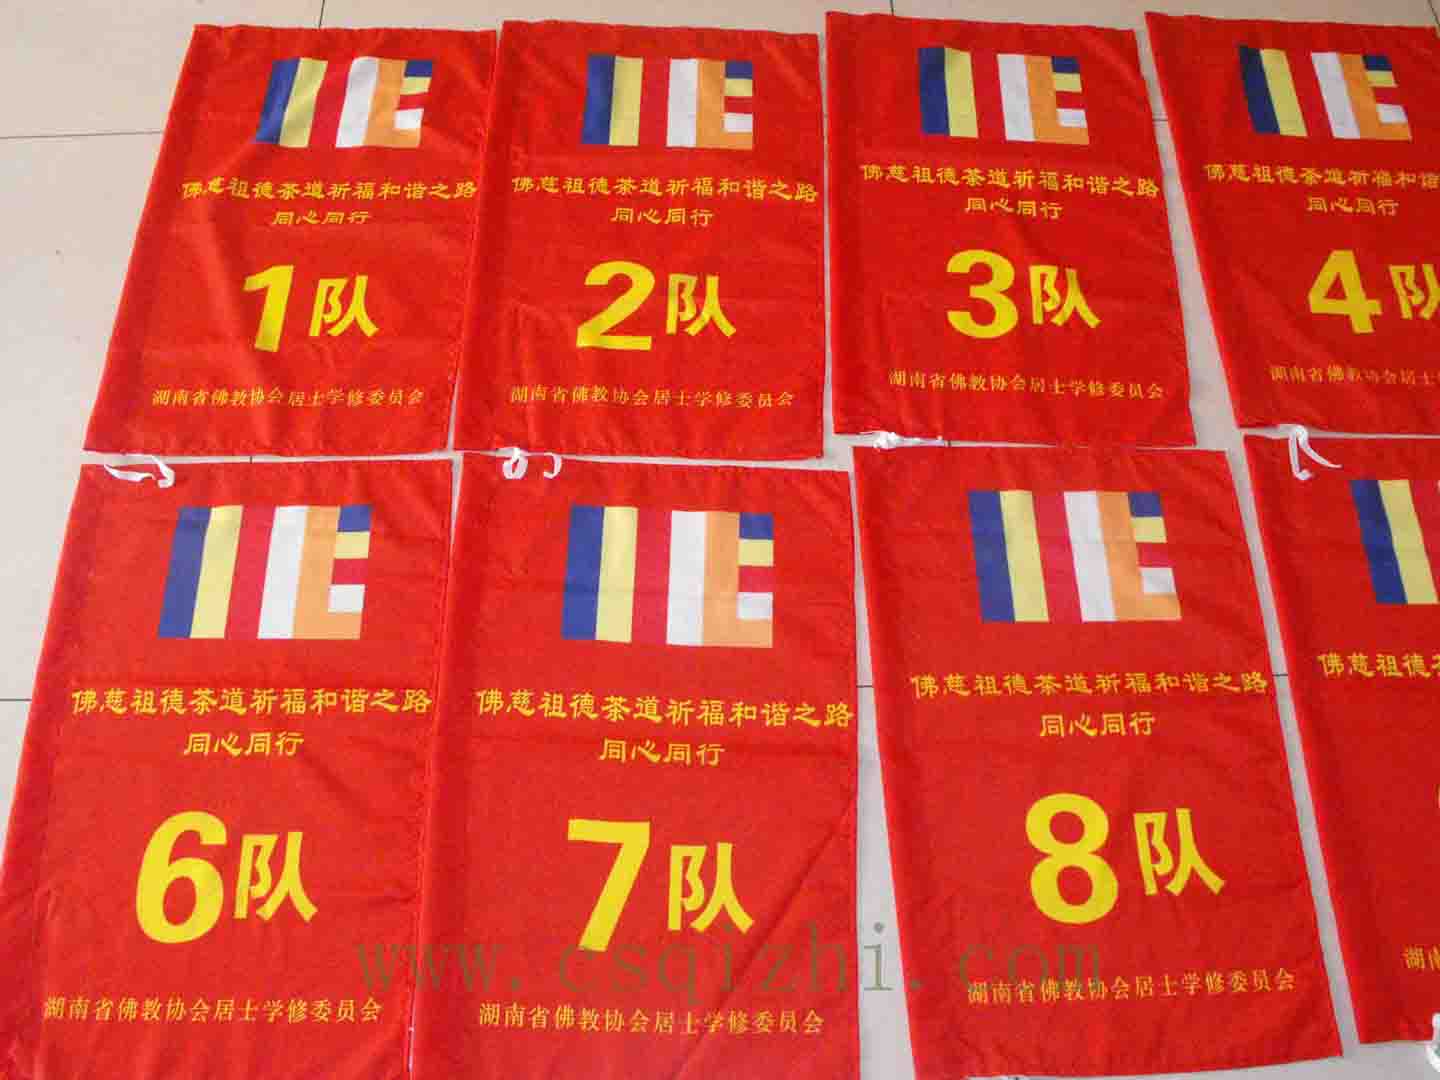 佛慈祖德茶道祈福和谐之路
同心同行
1队
湖南省佛教协会居士学修委员会
佛慈祖德茶道祈福和谐之路
同心同行
2队
湖南省佛教协会居士学修委员会
佛慈祖德茶道祈福和谐之路
同心同行
3队
湖南省佛教协会居士学修委员会
佛慈祖德茶道祈福和谐
同心同行
4队
湖南省佛教协会居士学
佛慈祖德茶道祈福和谐之路
同心同行
6队
湖南省佛教协会居士学修委员会
佛慈祖德茶道祈福和谐之路
同心同行
7队
湖南省佛教协会居士学修委员会
佛慈祖德茶道祈福和谐之路
同心同行
8队
湖南省佛教协会居士学修委员会
佛慈祖德
湖
www.csqizhi.com